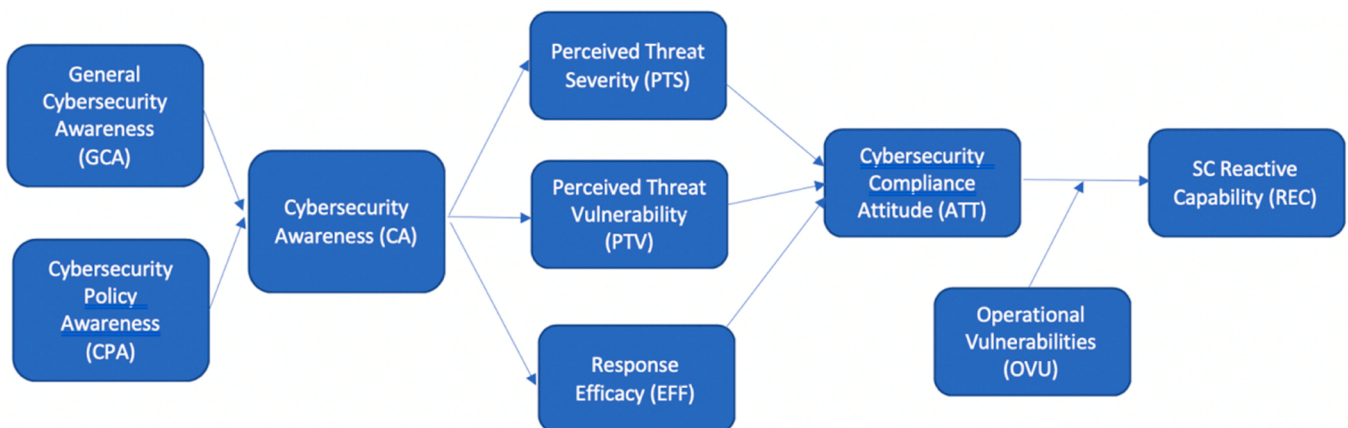 General
Cybersecurity
Awareness
(GCA)
Cybersecurity
Policy
Awareness
(CPA)
Cybersecurity
Awareness (CA)
Perceived Threat
Severity (PTS)
Perceived Threat
Vulnerability
(PTV)
Response
Efficacy (EFF)
Cybersecurity
Compliance
Attitude (ATT)
Operational
Vulnerabilities
(OVU)
SC Reactive
Capability (REC)